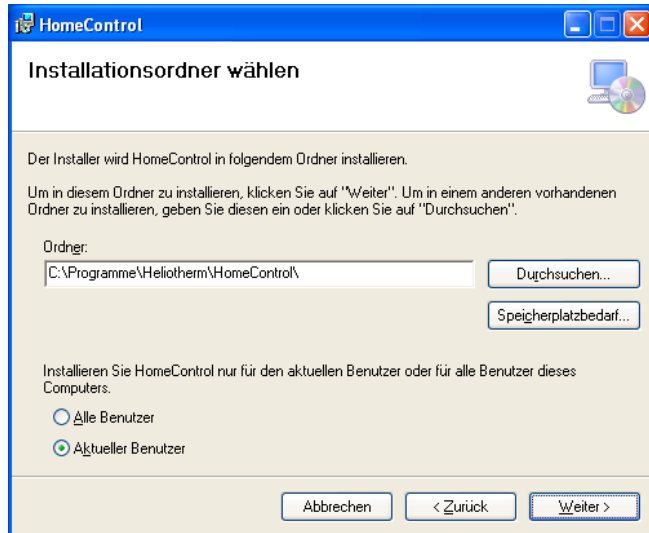 HomeControl
Installationsordner wählen
Der Installer wird HomeControl in folgendem Ordner installieren.
Um in diesem Ordner zu installieren, klicken Sie auf "Weiter". Um in einem anderen vorhandenen
Ordner zu installieren, geben Sie diesen ein oder klicken Sie auf "Durchsuchen".
Ordner:
C:\Programme\Heliotherm\HomeControl\
Durchsuchen...
Speicherplatzbedarf...
Installieren Sie HomeControl nur für den aktuellen Benutzer oder für alle Benutzer dieses
Computers.
Alle Benutzer
Aktueller Benutzer
Abbrechen
< Zurück
Weiter >